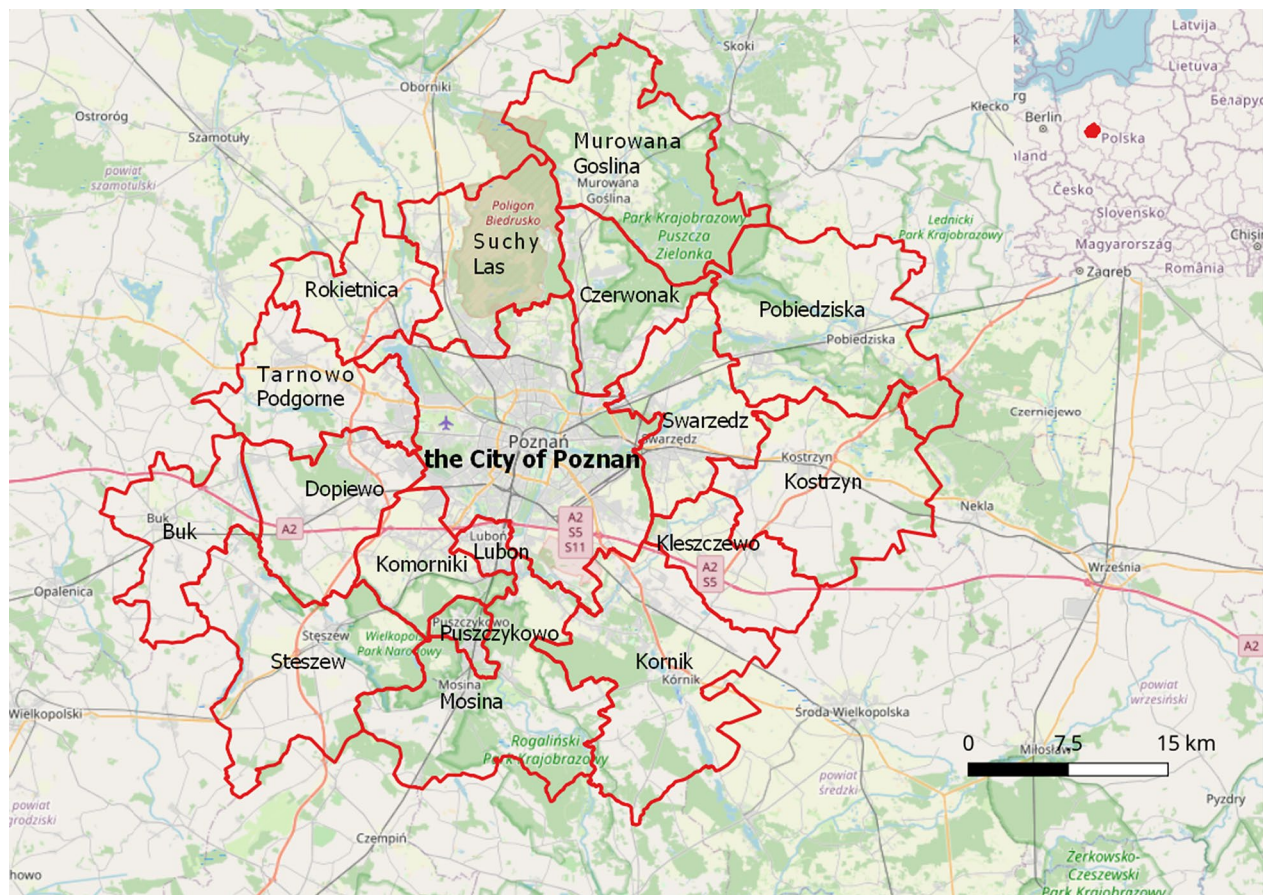 Skoki
Latvija
Lietuva
Беларусь
Berlin
Polska
Česko
Slovensko
Magyarország
România
Zagreb
Oborniki
Ostroróg
Szamotuły
Kłecko
powiat
szamotulski
Murowana
Goslina
Murowana
Goślina
Poligon
Biedrusko
Park Krajobrazowy
Puszcza
Zielonka
Lednicki
Park Krajobrazowy
Suchy
Las
Rokietnica
Czerwonak
Pobiedziska
Pobiedziska
Tarnowo
Podgorne
Czerniejewo
Swarzedz
Swarzędz
Poznań
the City of Poznan
Kostrzyn
Kostrzyn
Dopiewo
Nekla
Buk
Buk
A2
A2
S5
S11
Luboń
Lubon
Kleszczewo
Komorniki
A2
S5
Września
Opalenica
Stęszew
Park Narodowy
Puszczykowo
Puszczykowo
A2
Steszew
Kornik
Kórnik
Mosina
Mosina
powiat
wrzesiński
Wielkopolski
Środa-Wielkopolska
Rogaliński
Park-Krajobrazowy
0
7.5
15 km
Miłosław
powiat
średzki
powiat
grodziski
Pyzdry
Czempiń
Żerkowsko-
Czeszewski
Park Krajobrazowy